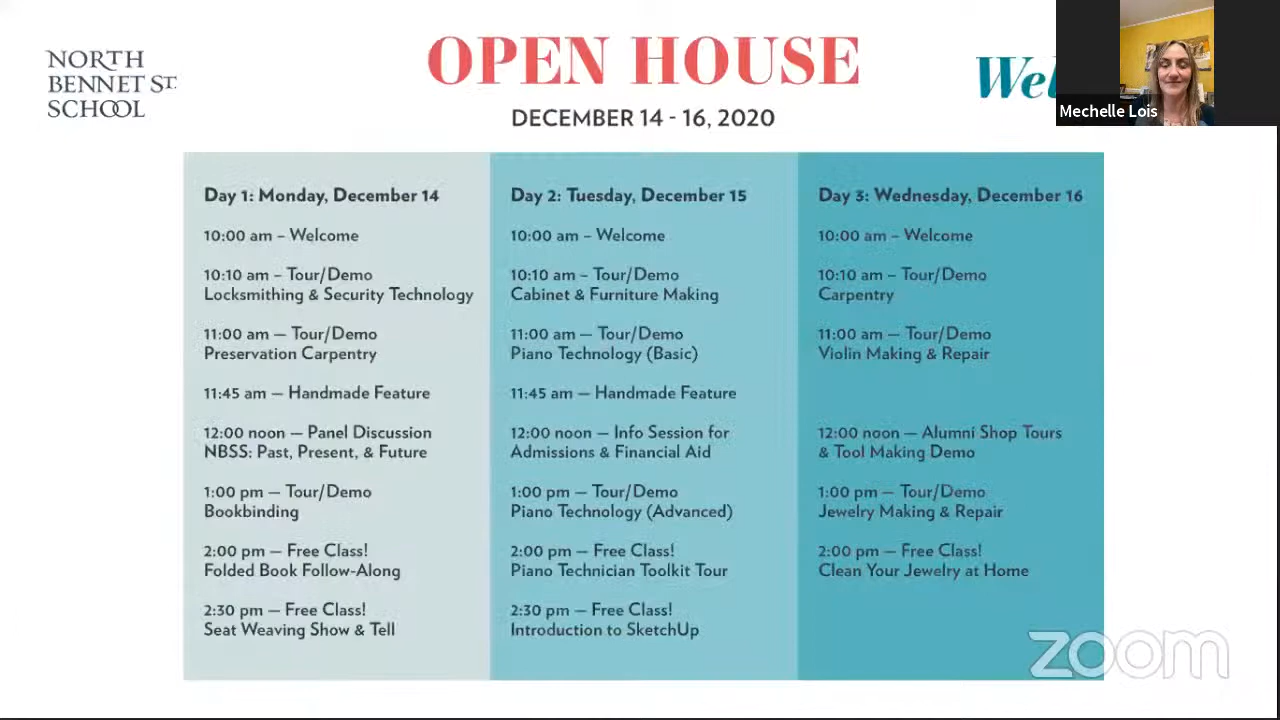 NORTH
BENNET ST.
SCHOOL
OPEN HOUSE
DECEMBER 14 - 16, 2020
Mechelle Lois
Day 1: Monday, December 14
10:00 am – Welcome
10:10 am – Tour/Demo
Locksmithing & Security Technology
11:00 am — Tour/Demo
Preservation Carpentry
11:45 am — Handmade Feature
12:00 noon — Panel Discussion
NBSS: Past, Present, & Future
1:00 pm — Tour/Demo
Bookbinding
2:00 pm — Free Class!
Folded Book Follow-Along
2:30 pm — Free Class!
Seat Weaving Show & Tell
Day 2: Tuesday, December 15
10:00 am – Welcome
10:10 am – Tour/Demo
Cabinet & Furniture Making
11:00 am — Tour/Demo
Piano Technology (Basic)
11:45 am — Handmade Feature
12:00 noon — Info Session for
Admissions & Financial Aid
1:00 pm — Tour/Demo
Piano Technology (Advanced)
2:00 pm — Free Class!
Piano Technician Toolkit Tour
2:30 pm — Free Class!
Introduction to SketchUp
Day 3: Wednesday, December 16
10:00 am – Welcome
10:10 am – Tour/Demo
Carpentry
11:00 am — Tour/Demo
Violin Making & Repair
12:00 noon — Alumni Shop Tours
& Tool Making Demo
1:00 pm — Tour/Demo
Jewelry Making & Repair
2:00 pm — Free Class!
Clean Your Jewelry at Home
zoom